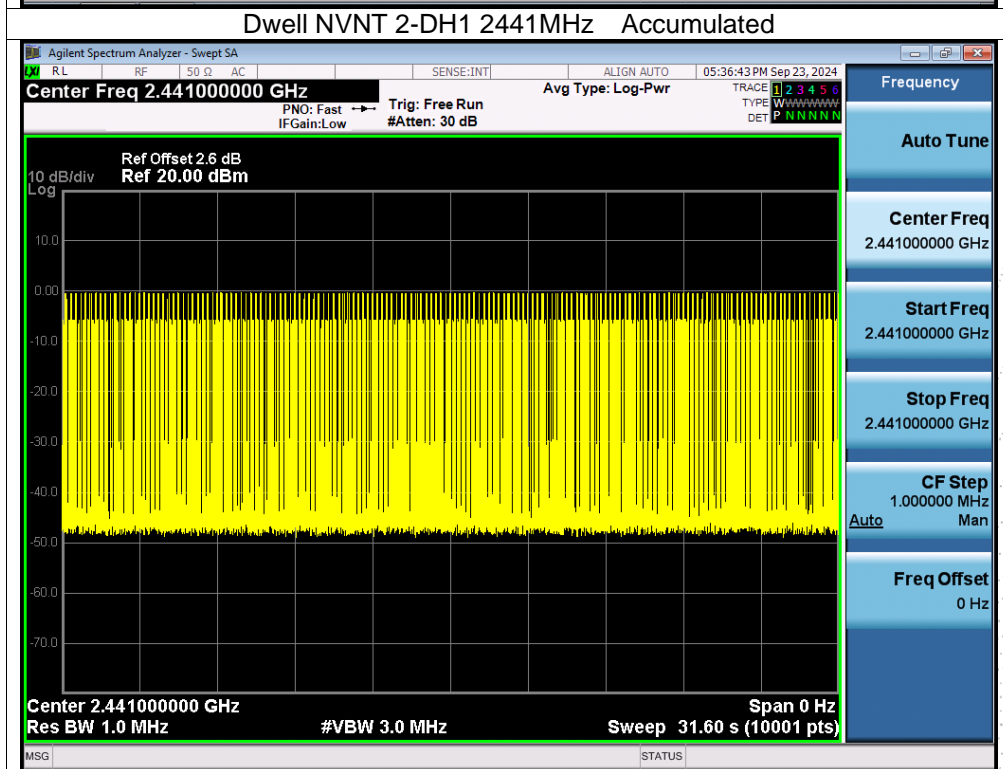 Dwell NVNT 2-DH1 2441MHz Accumulated
Agilent Spectrum Analyzer - Swept SA
LXI RL RF 50 Ω AC SENSE:INT ALIGN AUTO 05:36:43 PM Sep 23, 2024
Center Freq 2.441000000 GHz
PNO: Fast
IFGain:Low
Trig: Free Run
#Atten: 30 dB
Avg Type: Log-Pwr
TRACE 1 2 3 4 5 6
TYPE WWWWWWW
DET P N N N N N
Frequency
Auto Tune
Center Freq
2.441000000 GHz
Start Freq
2.441000000 GHz
Stop Freq
2.441000000 GHz
CF Step
1.000000 MHz
Auto Man
Freq Offset
0 Hz
Ref Offset 2.6 dB
10 dB/div Ref 20.00 dBm
Log
10.0
0.00
-10.0
-20.0
-30.0
-40.0
-50.0
-60.0
-70.0
Center 2.441000000 GHz Span 0 Hz
Res BW 1.0 MHz #VBW 3.0 MHz Sweep 31.60 s (10001 pts)
MSG STATUS